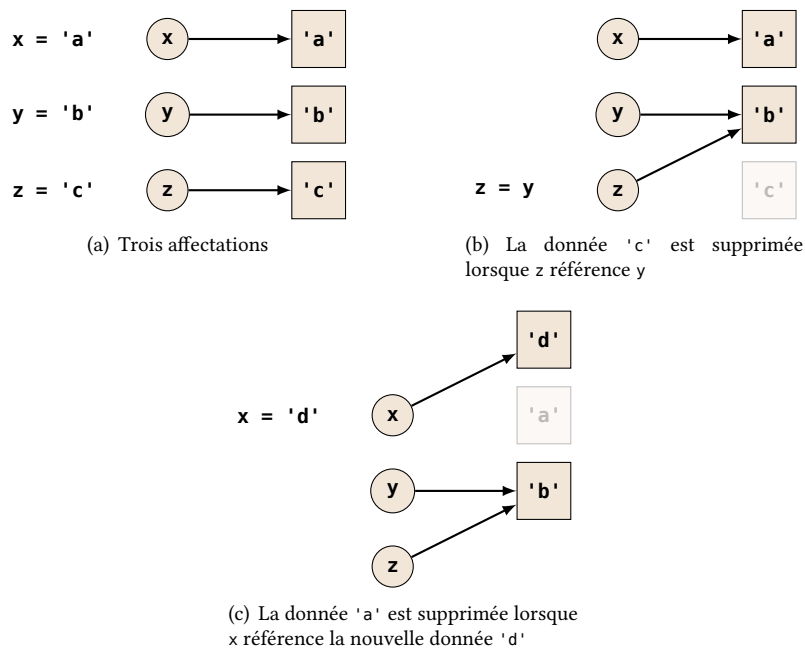 x = 'a' x 'a'
y = 'b' y 'b'
z = 'c' z 'c'
(a) Trois affectations
x 'a'
y 'b'
z = y z 'c'
(b) La donnée 'c' est supprimée
lorsque z référence y
'd'
x = 'd' x 'a'
y 'b'
z
(c) La donnée 'a' est supprimée lorsque
x référence la nouvelle donnée 'd'